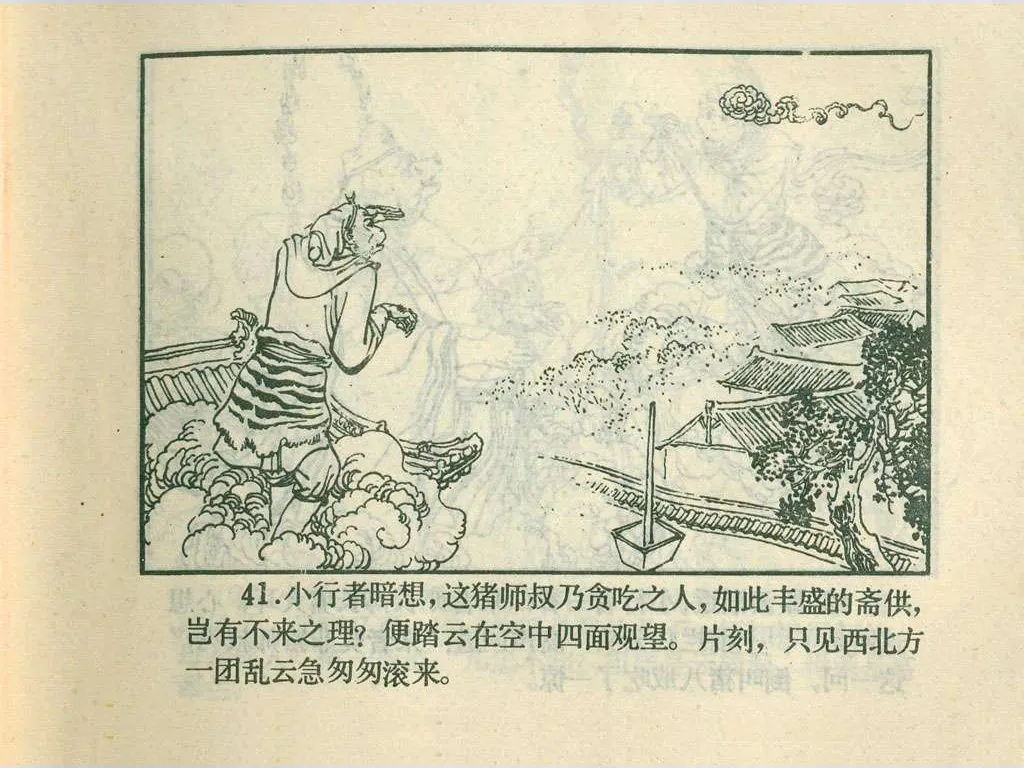 41.小行者暗想，这猪师叔乃贪吃之人，如此丰盛的斋供，
岂有不来之理？便踏云在空中四面观望。片刻，只见西北方
一团乱云急匆匆滚来。